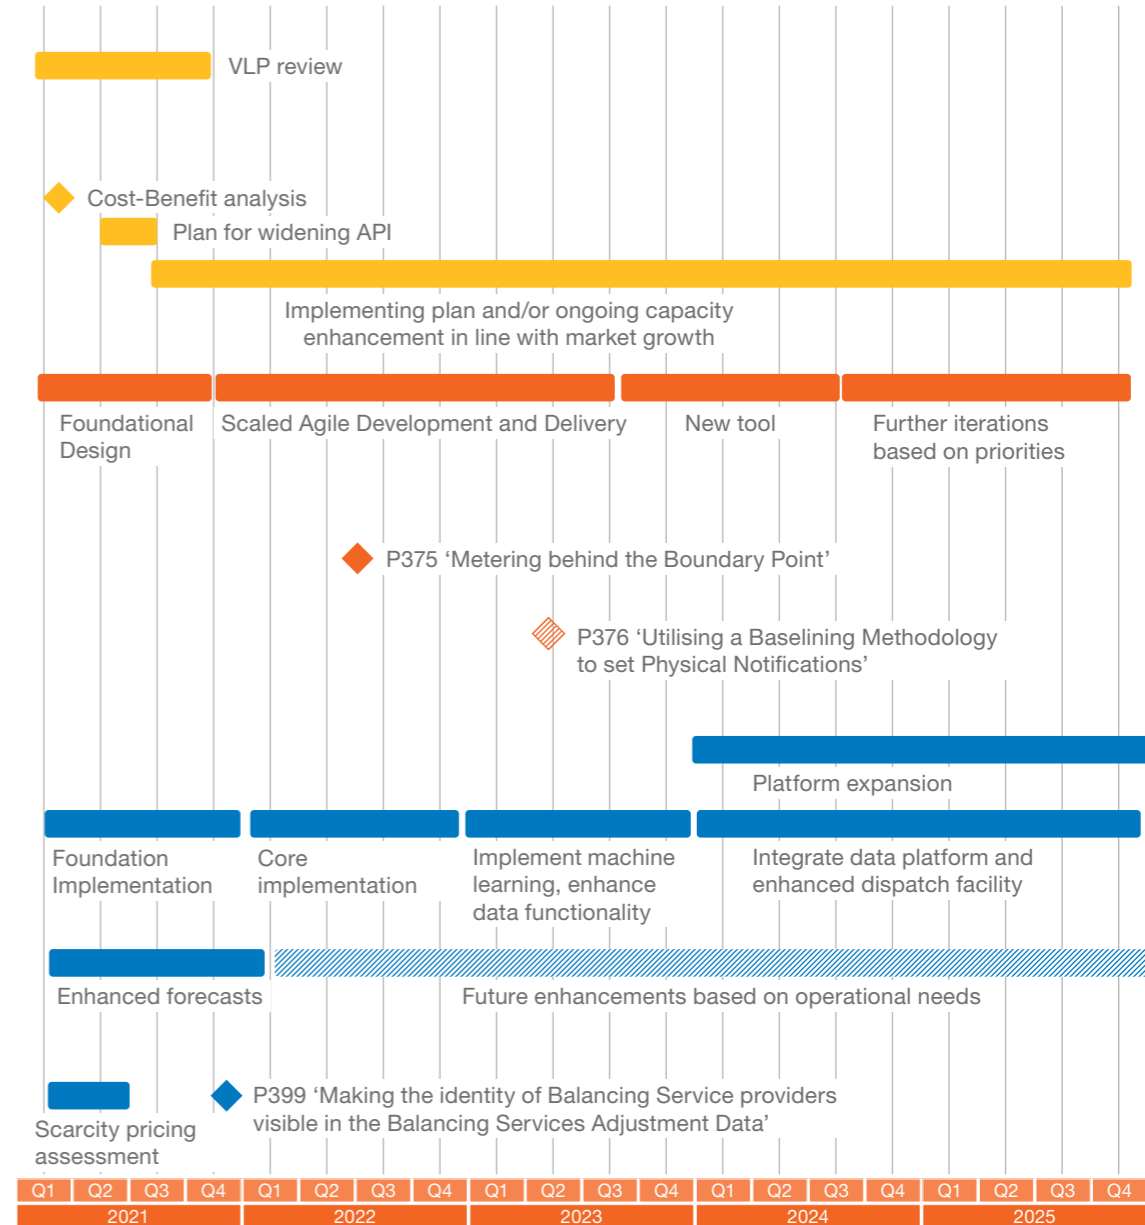 VLP review
Cost-Benefit analysis
Plan for widening API
Implementing plan and/or ongoing capacity
enhancement in line with market growth
Foundational
Design
Scaled Agile Development and Delivery
New tool
Further iterations
based on priorities
P375 ‘Metering behind the Boundary Point’
P376 ‘Utilising a Baselining Methodology
to set Physical Notifications’
Platform expansion
Foundation
Implementation
Core
implementation
Implement machine
learning, enhance
data functionality
Integrate data platform and
enhanced dispatch facility
Enhanced forecasts
Future enhancements based on operational needs
Scarcity pricing
assessment
P399 ‘Making the identity of Balancing Service providers
visible in the Balancing Services Adjustment Data’
Q1 Q2 Q3 Q4 Q1 Q2 Q3 Q4 Q1 Q2 Q3 Q4 Q1 Q2 Q3 Q4 Q1 Q2 Q3 Q4
2021 2022 2023 2024 2025